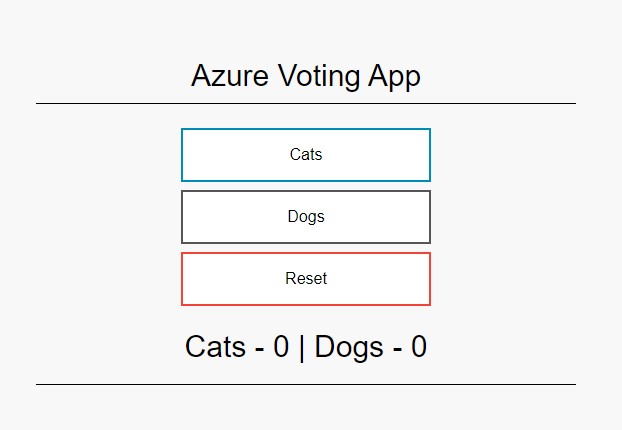 Azure Voting App
Cats
Dogs
Reset
Cats - 0 | Dogs - 0